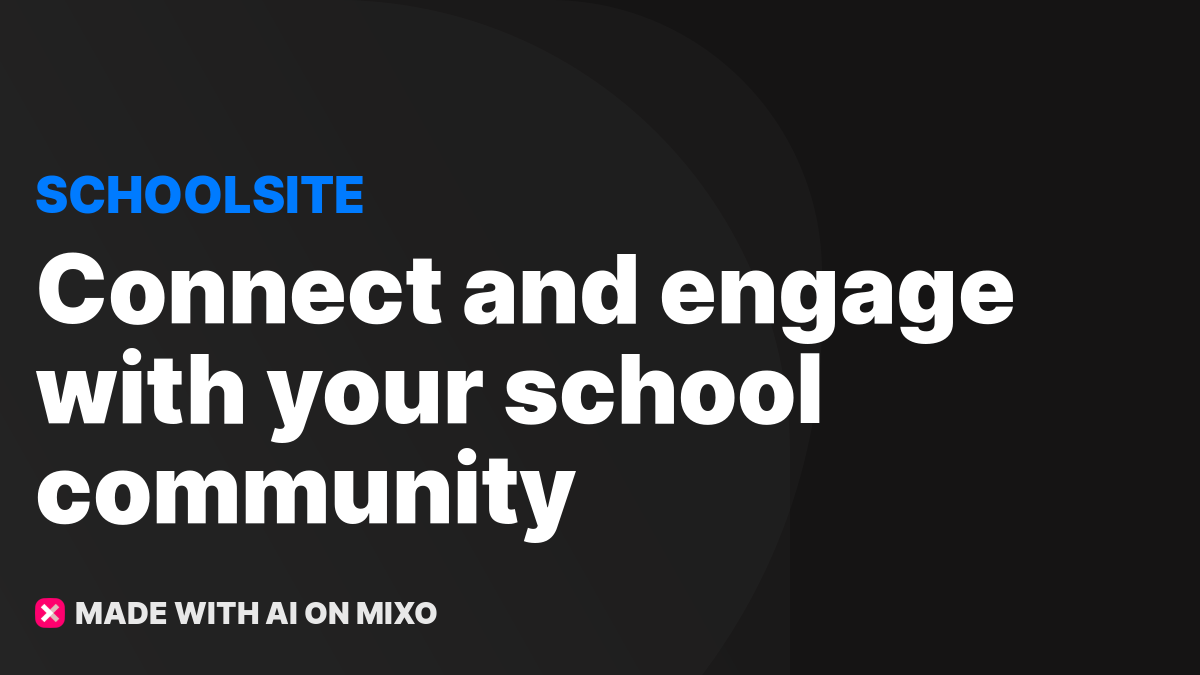 SCHOOLSITE
Connect and engage
with your school
community
MADE WITH AI ON MIXO